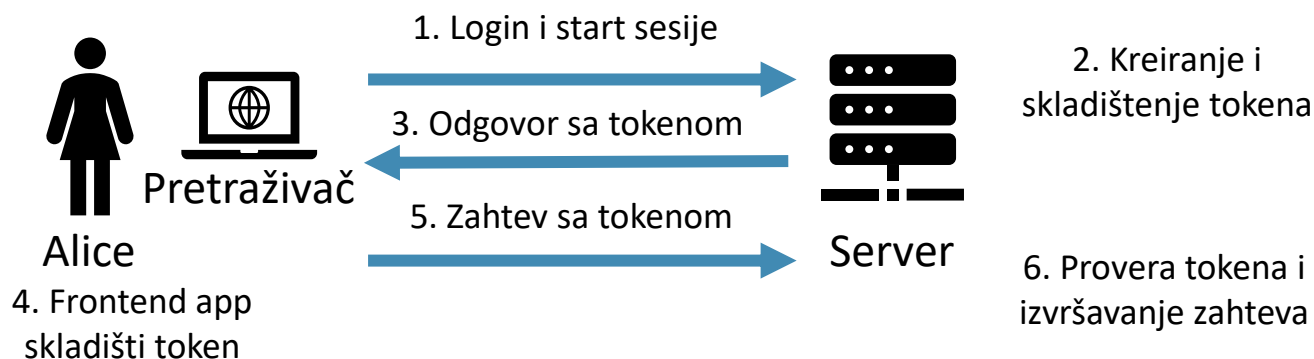 1. Login i start sesije
2. Kreiranje i
skladištenje tokena
3. Odgovor sa tokenom
Pretraživač
5. Zahtev sa tokenom
Alice
Server
4. Frontend app
skladišti token
6. Provera tokena i
izvršavanje zahteva